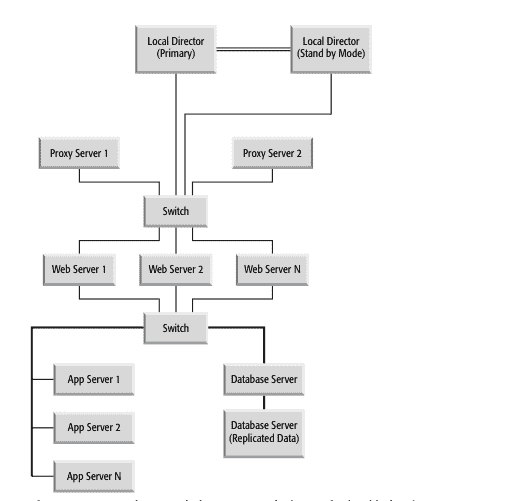 Local Director
(Primary)
Local Director
(Stand by Mode)
Proxy Server 1
Proxy Server 2
Switch
Web Server 1
Web Server 2
Web Server N
Switch
App Server 1
Database Server
App Server 2
Database Server
(Replicated Data)
App Server N